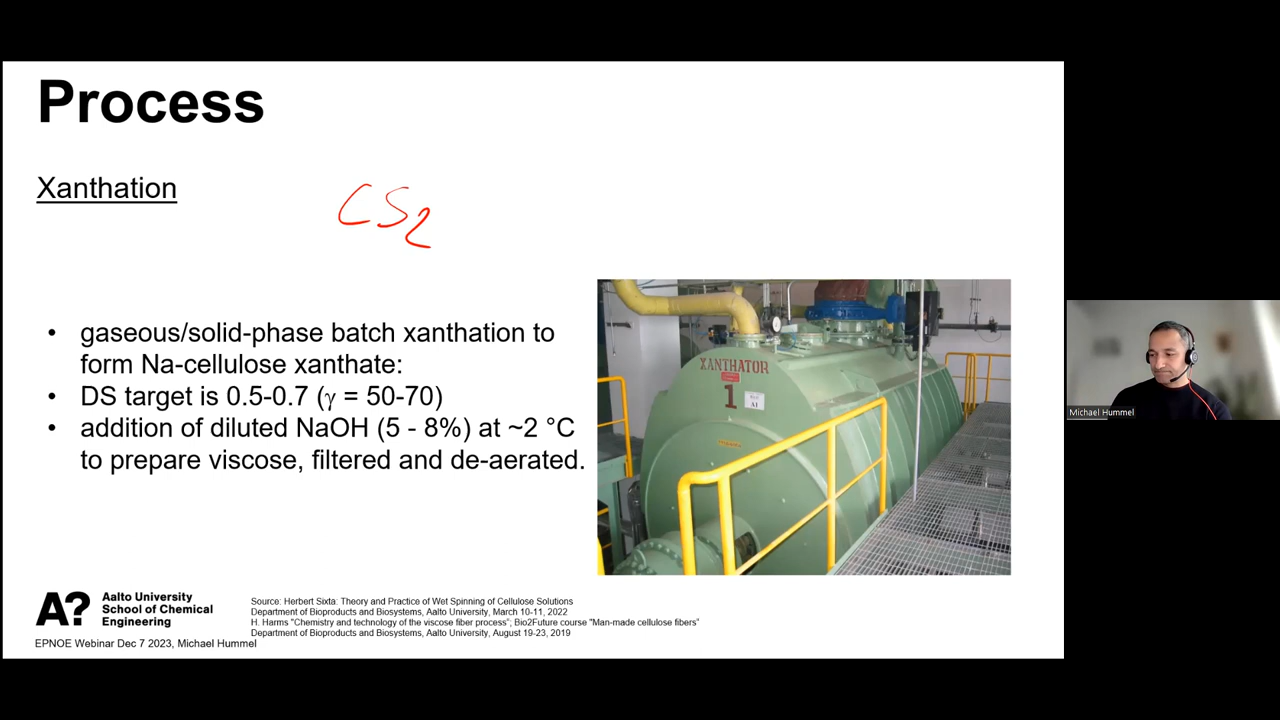 Process
Xanthation
CS2
• gaseous/solid-phase batch xanthation to
form Na-cellulose xanthate:
• DS target is 0.5-0.7 (γ = 50-70)
• addition of diluted NaOH (5 - 8%) at ~2 °C
to prepare viscose, filtered and de-aerated.
XANTHATOR
1
A1
Michael Hummel
A?
Aalto University
School of Chemical
Engineering
Source: Herbert Sixta: Theory and Practice of Wet Spinning of Cellulose Solutions
Department of Bioproducts and Biosystems, Aalto University, March 10-11, 2022
H. Harms "Chemistry and technology of the viscose fiber process"; Bio2Future course "Man-made cellulose fibers"
Department of Bioproducts and Biosystems, Aalto University, August 19-23, 2019
EPNOE Webinar Dec 7 2023, Michael Hummel